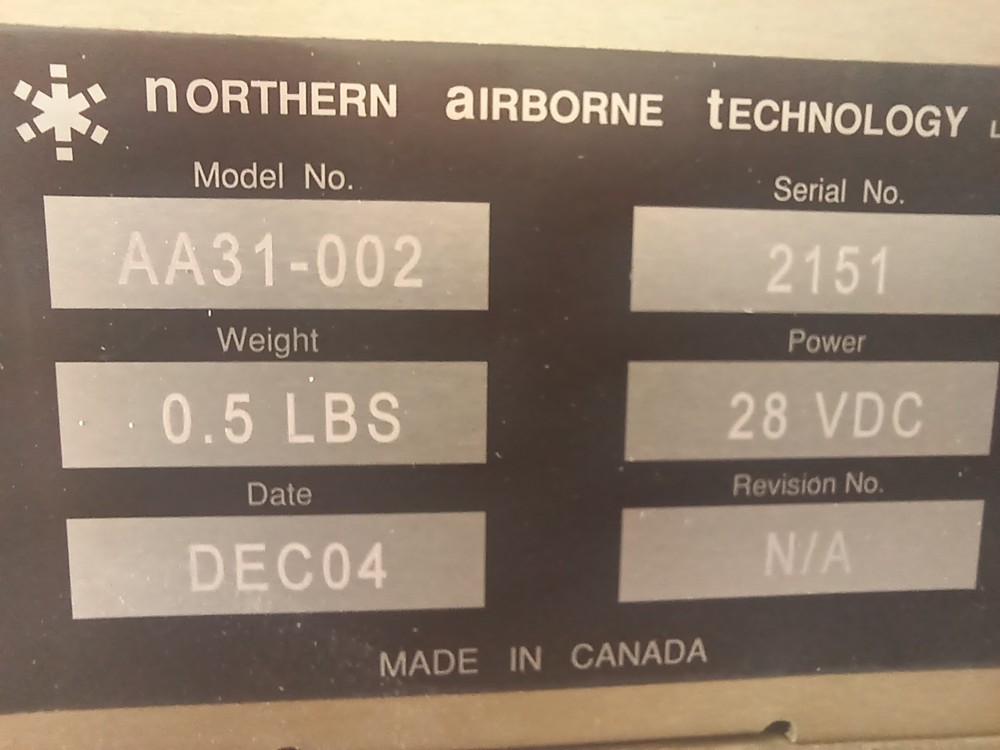 nORTHERN aIRBORNE tECHNOLOGY L
Model No. Serial No.
AA31-002 2151
Weight Power
0.5 LBS 28 VDC
Date Revision No.
DEC04 N/A
MADE IN CANADA